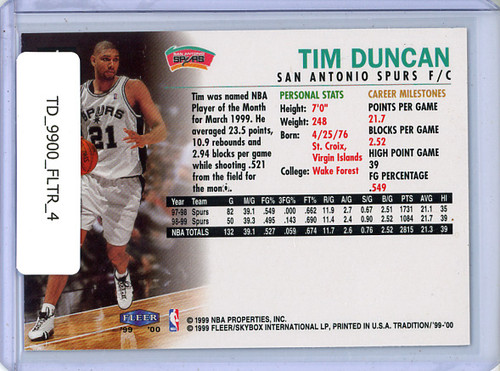 TD_9900_FLTR_4
SAN ANTONIO
SPURS
TIM DUNCAN
SAN ANTONIO SPURS F/C
Tim was named NBA
Player of the Month
for March 1999. He
averaged 23.5 points,
10.9 rebounds and
2.94 blocks per game
while shooting .521
from the field for
the month.
PERSONAL STATS
Height: 7'0"
Weight: 248
Born: 4/25/76
St. Croix,
Virgin Islands
College: Wake Forest
CAREER MILESTONES
POINTS PER GAME
21.7
BLOCKS PER GAME
2.52
HIGH POINT GAME
39
FG PERCENTAGE
.549
Year Team G M/G FG% 3FG% FT% R/G A/G S/G B/G PTS AVG HI
97-98 Spurs 82 39.1 .549 .000 .662 11.9 2.7 0.67 2.51 1731 21.1 35
98-99 Spurs 50 39.3 .495 .143 .690 11.4 2.4 0.90 2.52 1084 21.7 39
NBA TOTALS 132 39.1 .527 .059 .674 11.7 2.6 0.76 2.52 2815 21.3 39
SPURS
21
FLEER
'99 '00
NBA
© 1999 NBA PROPERTIES, INC.
© 1999 FLEER/SKYBOX INTERNATIONAL LP, PRINTED IN U.S.A. TRADITION/'99-'00